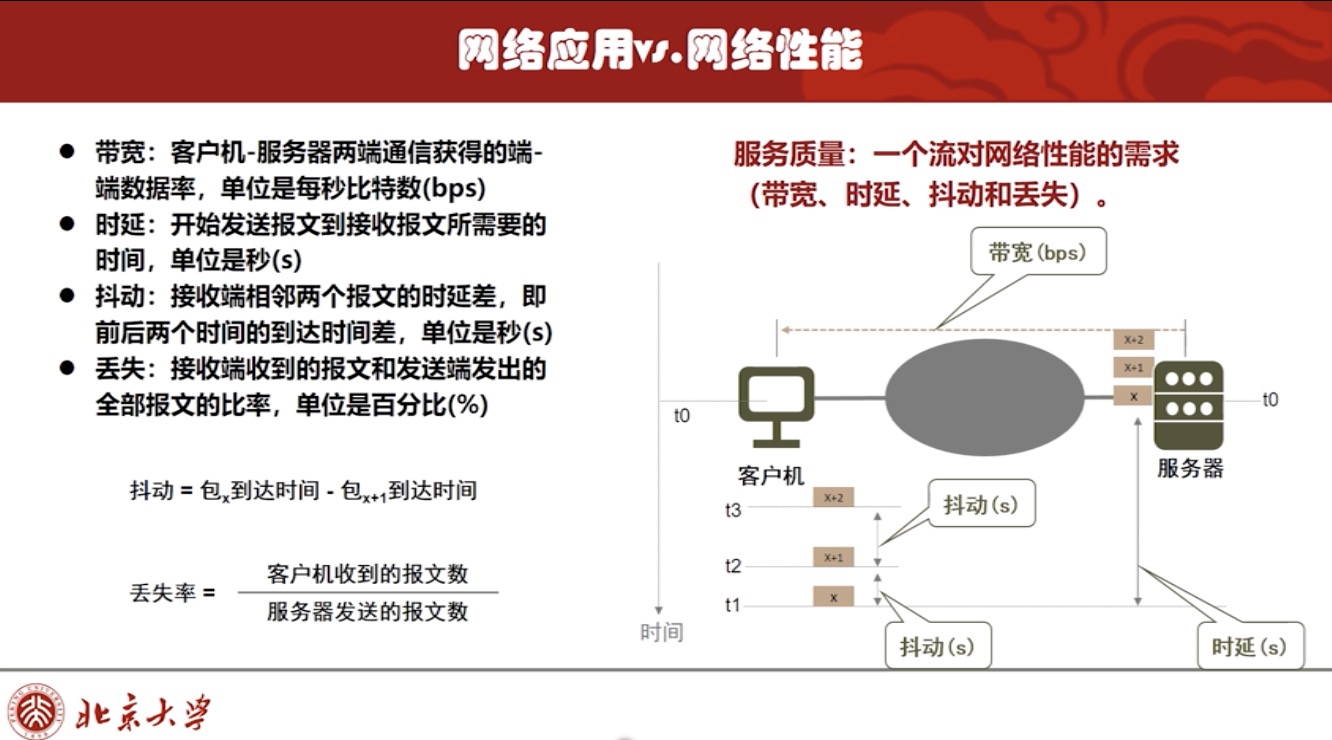 网络应用vs.网络性能
● 带宽：客户机-服务器两端通信获得的端-
端数据率，单位是每秒比特数(bps)
● 时延：开始发送报文到接收报文所需要的
时间，单位是秒(s)
● 抖动：接收端相邻两个报文的时延差，即
前后两个时间的到达时间差，单位是秒(s)
● 丢失：接收端收到的报文和发送端发出的
全部报文的比率，单位是百分比(%)
抖动 = 包x到达时间 - 包x+1到达时间
丢失率 =
客户机收到的报文数
服务器发送的报文数
服务质量：一个流对网络性能的需求
（带宽、时延、抖动和丢失）。
带宽(bps)
X+2
X+1
x
t0
t0
客户机
服务器
t3
X+2
抖动(s)
t2
X+1
t1
x
时间
抖动(s)
时延(s)
北京大学